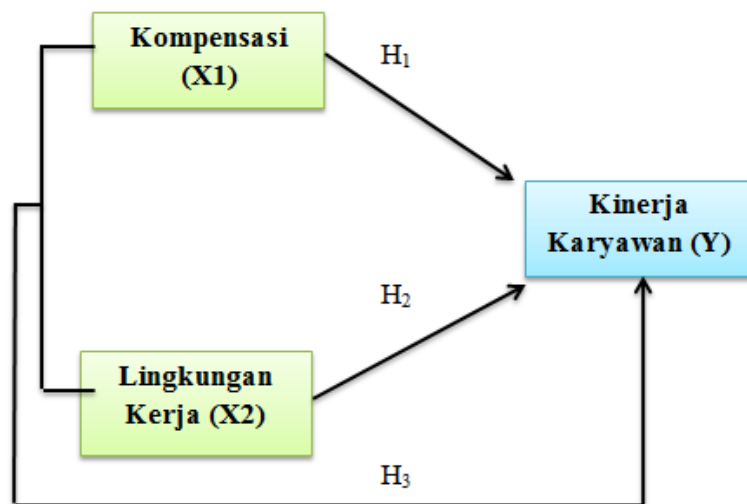 Kompensasi
(X1)
H₁
Kinerja
Karyawan (Y)
H₂
Lingkungan
Kerja (X2)
H₃